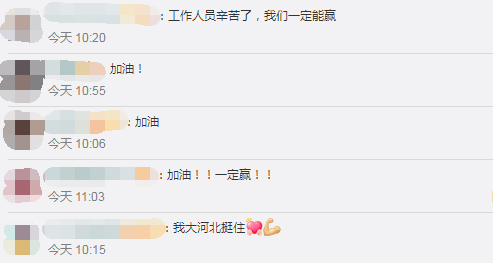 : 工作人员辛苦了，我们一定能赢
今天 10:20
加油！
今天 10:55
: 加油
今天 10:06
: 加油！！一定赢！！
今天 11:03
: 我大河北挺住💘💪
今天 10:15